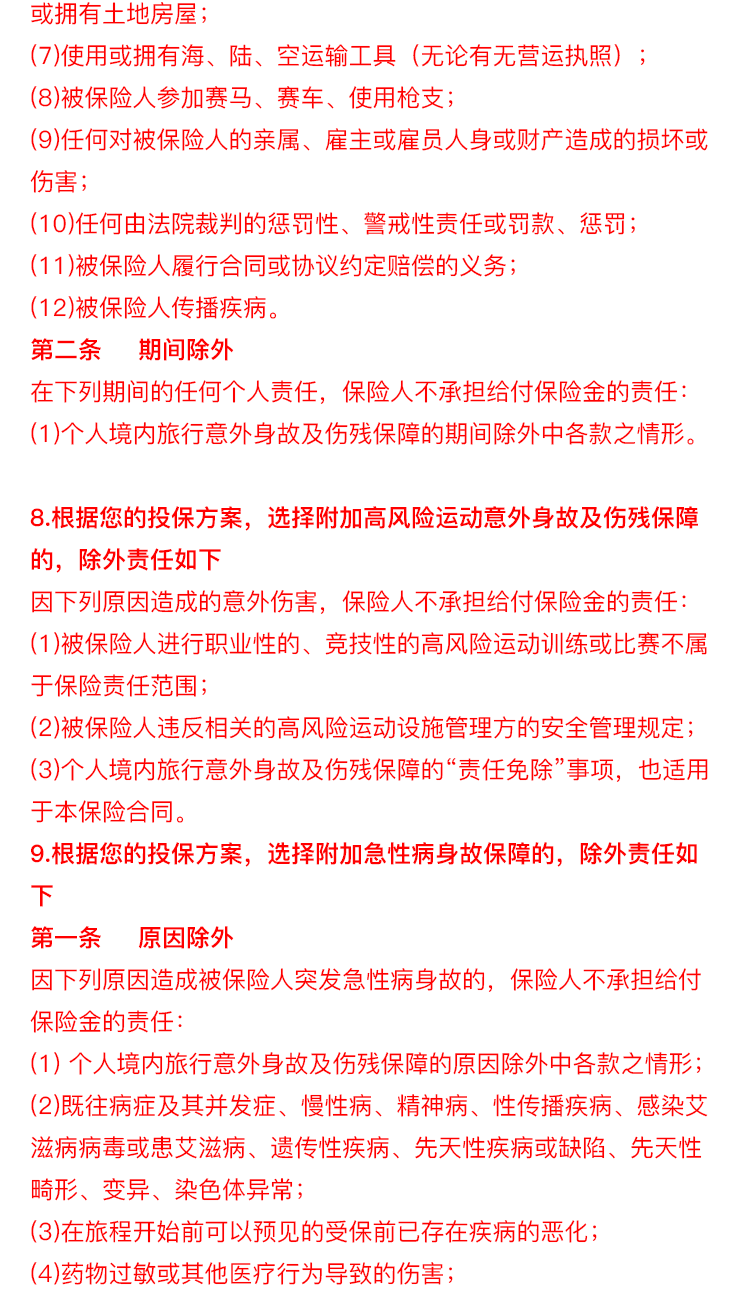 或拥有土地房屋；
(7)使用或拥有海、陆、空运输工具（无论有无营运执照）；
(8)被保险人参加赛马、赛车、使用枪支；
(9)任何对被保险人的亲属、雇主或雇员人身或财产造成的损坏或
伤害；
(10)任何由法院裁判的惩罚性、警戒性责任或罚款、惩罚；
(11)被保险人履行合同或协议约定赔偿的义务；
(12)被保险人传播疾病。
第二条 期间除外
在下列期间的任何个人责任，保险人不承担给付保险金的责任：
(1)个人境内旅行意外身故及伤残保障的期间除外中各款之情形。
8.根据您的投保方案，选择附加高风险运动意外身故及伤残保障
的，除外责任如下
因下列原因造成的意外伤害，保险人不承担给付保险金的责任：
(1)被保险人进行职业性的、竞技性的高风险运动训练或比赛不属
于保险责任范围；
(2)被保险人违反相关的高风险运动设施管理方的安全管理规定；
(3)个人境内旅行意外身故及伤残保障的“责任免除”事项，也适用
于本保险合同。
9.根据您的投保方案，选择附加急性病身故保障的，除外责任如
下
第一条 原因除外
因下列原因造成被保险人突发急性病身故的，保险人不承担给付
保险金的责任：
(1) 个人境内旅行意外身故及伤残保障的原因除外中各款之情形；
(2)既往病症及其并发症、慢性病、精神病、性传播疾病、感染艾
滋病病毒或患艾滋病、遗传性疾病、先天性疾病或缺陷、先天性
畸形、变异、染色体异常；
(3)在旅程开始前可以预见的受保前已存在疾病的恶化；
(4)药物过敏或其他医疗行为导致的伤害；